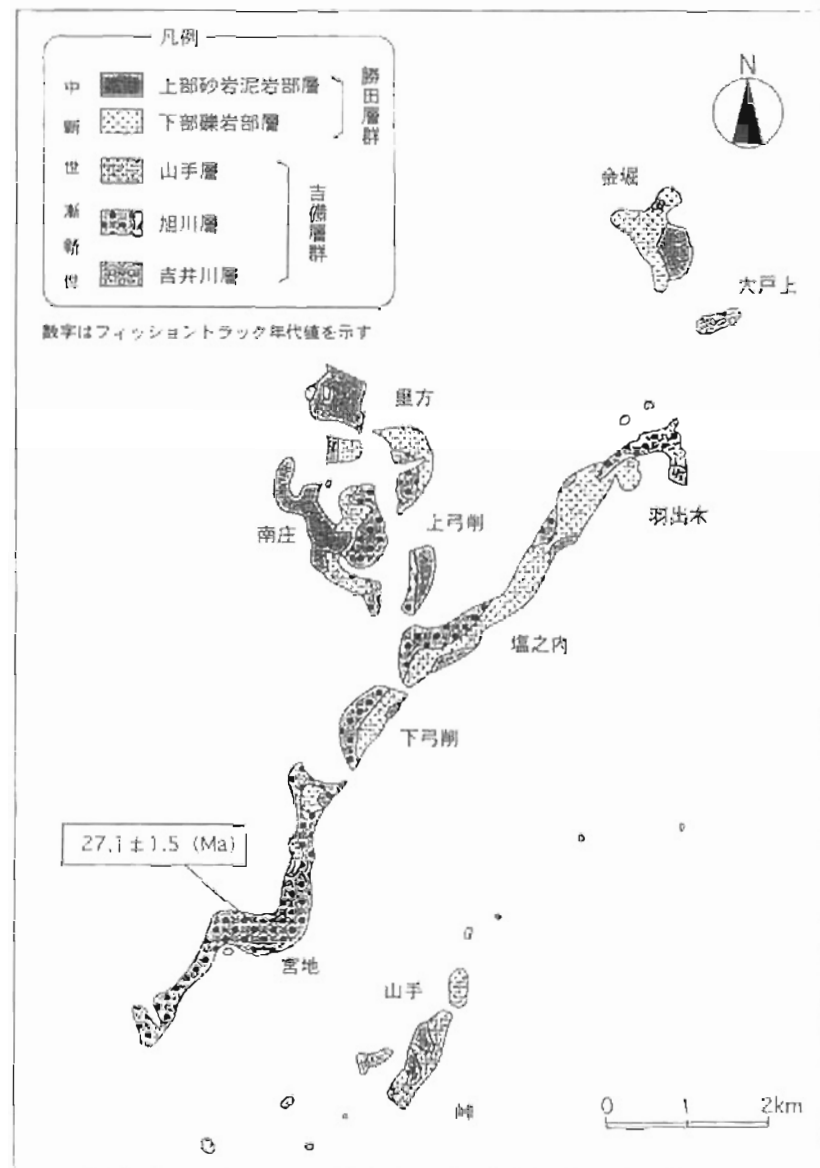 凡例
中新世
漸新世
上部砂岩泥岩部層
下部礫岩部層
山手層
旭川層
吉井川層
勝田層群
吉備層群
数字はフィッショントラック年代値を示す
N
金堀
大戸上
里方
上弓削
南庄
羽出木
塩之内
下弓削
27.1±1.5 (Ma)
宮地
山手
峠
0 1 2km